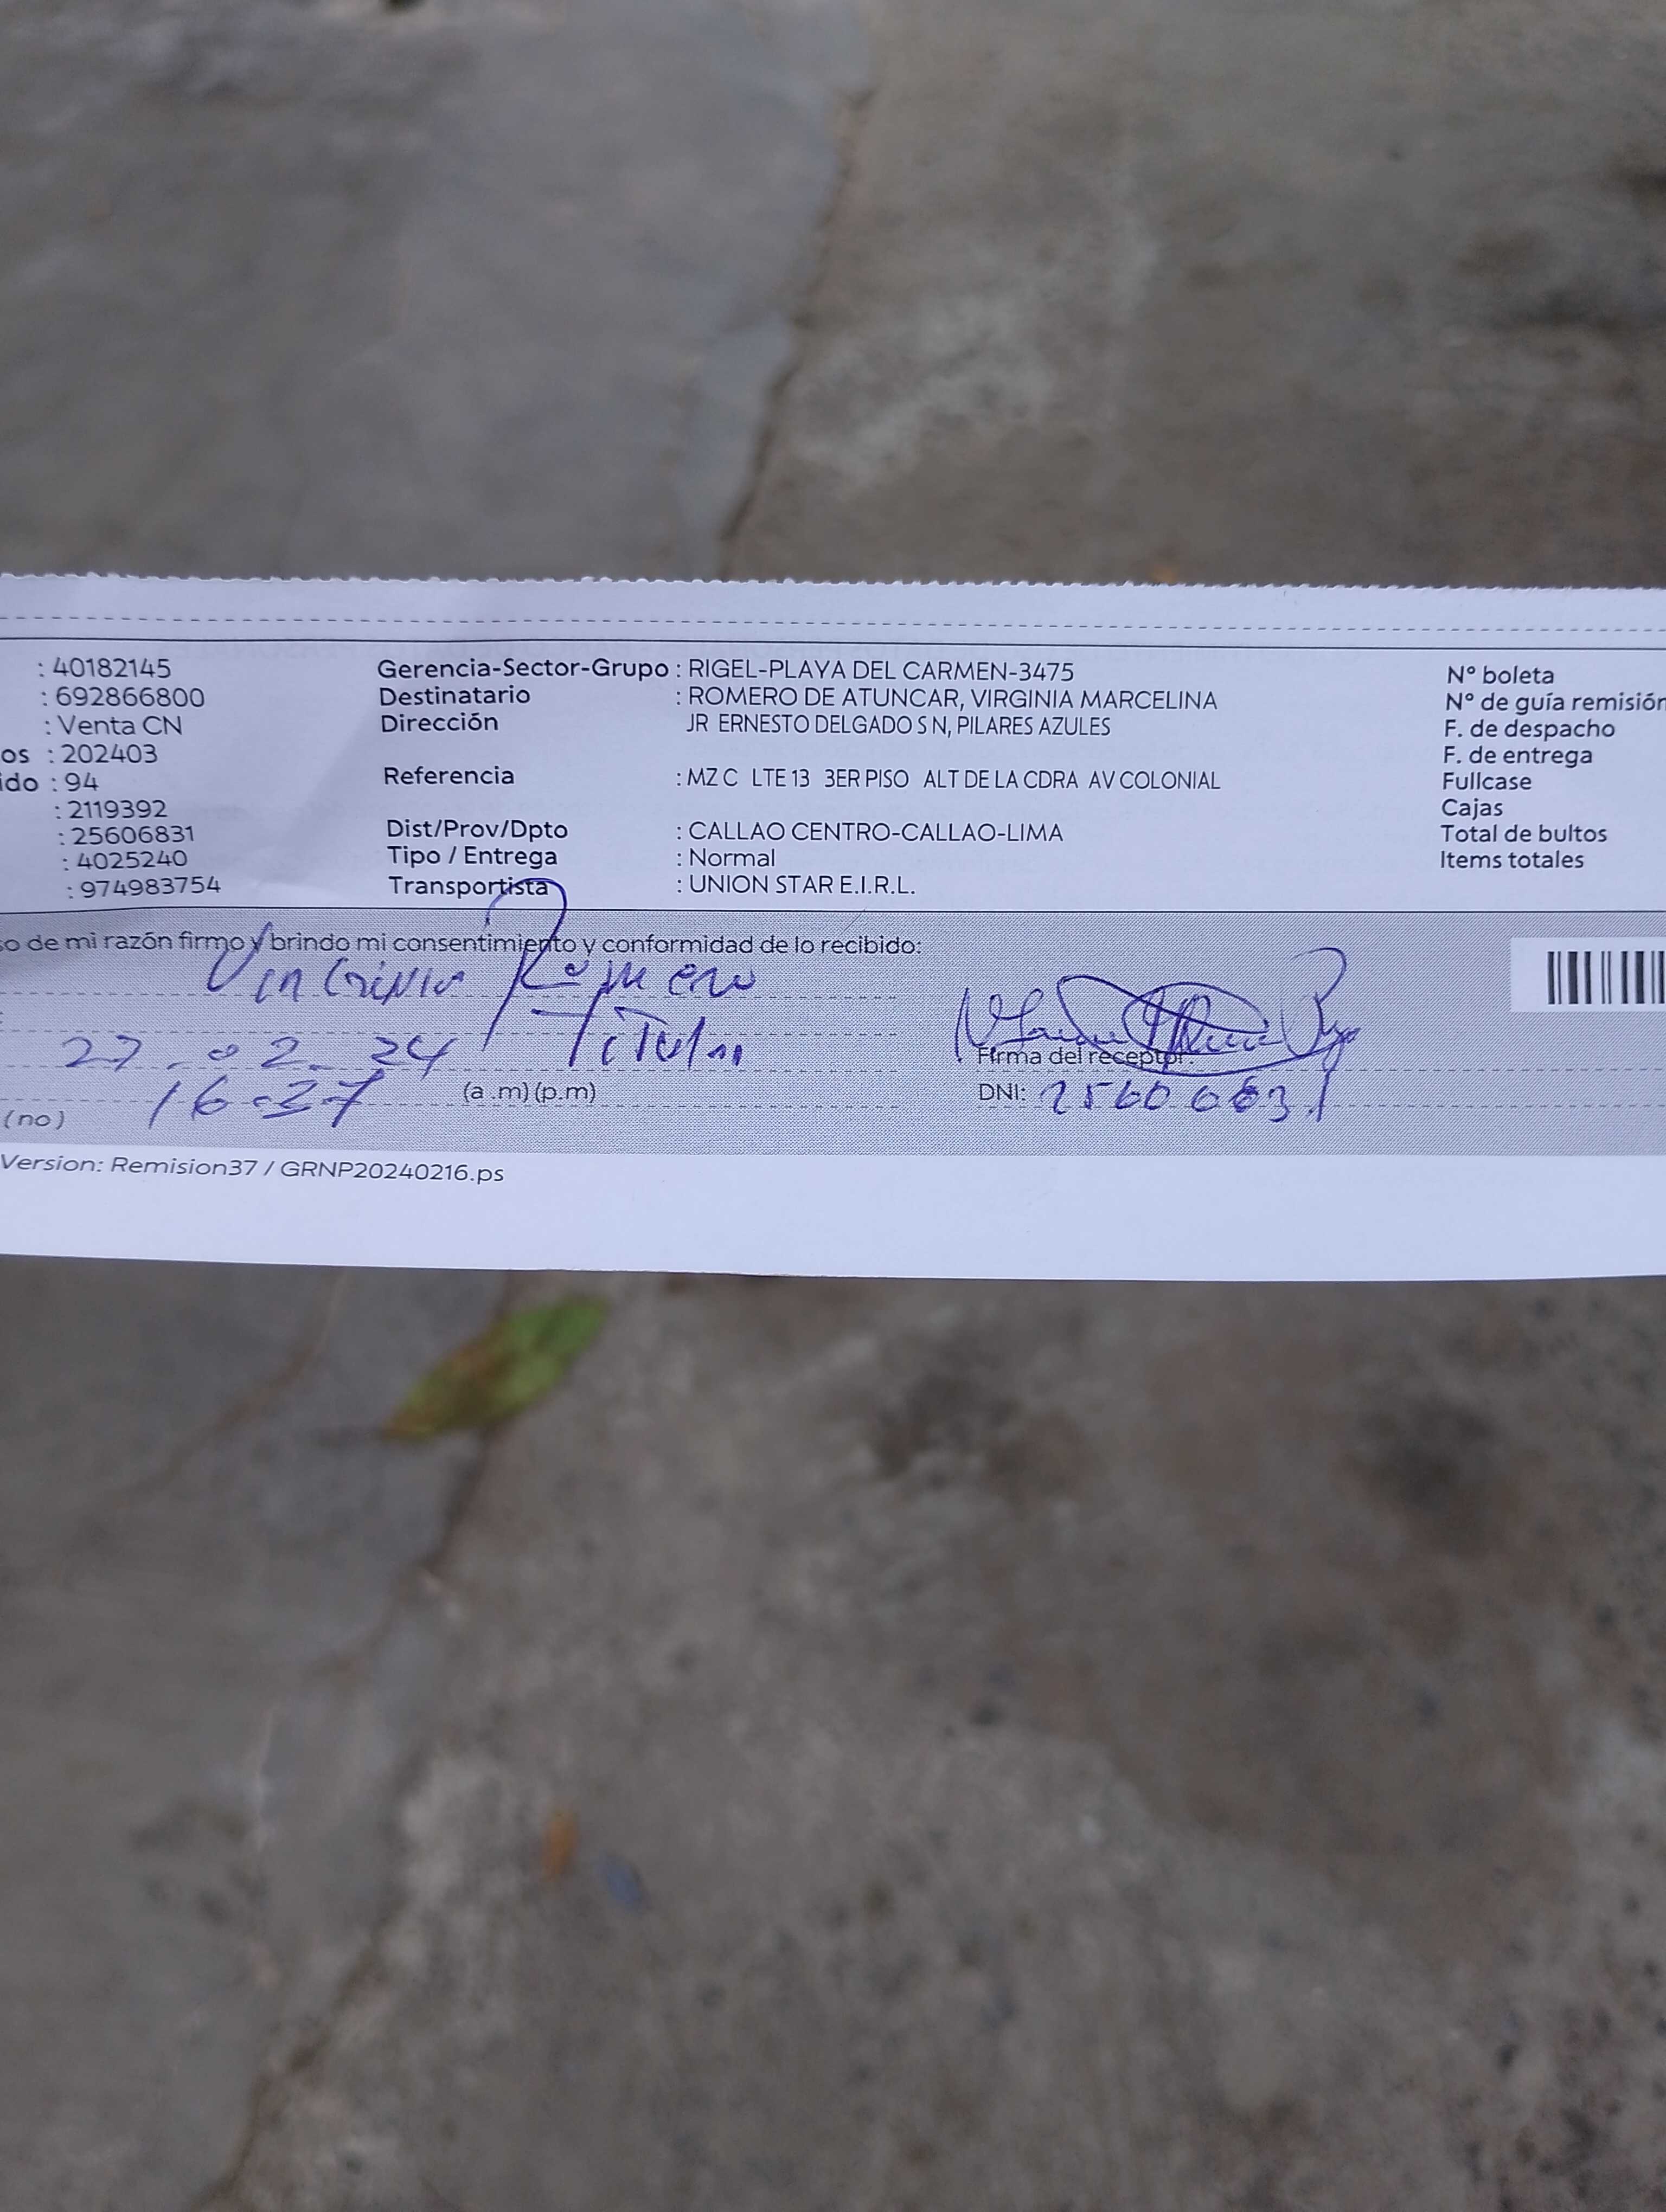 : 40182145 Gerencia-Sector-Grupo : RIGEL-PLAYA DEL CARMEN-3475 N° boleta
: 692866800 Destinatario : ROMERO DE ATUNCAR, VIRGINIA MARCELINA N° de guía remisión
: Venta CN Dirección JR ERNESTO DELGADO S N, PILARES AZULES F. de despacho
os : 202403 F. de entrega
ido : 94 Referencia : MZ C LTE 13 3ER PISO ALT DE LA CDRA AV COLONIAL Fullcase
: 2119392 Cajas
: 25606831 Dist/Prov/Dpto : CALLAO CENTRO-CALLAO-LIMA Total de bultos
: 4025240 Tipo / Entrega : Normal Items totales
: 974983754 Transportista : UNION STAR E.I.R.L.
so de mi razón firmo y brindo mi consentimiento y conformidad de lo recibido:
Virginia Romero
27.02.24 Titular
Firma del receptor:
16:27 (a .m) (p.m) DNI: 25606831
(no)
Version: Remision37 / GRNP20240216.ps